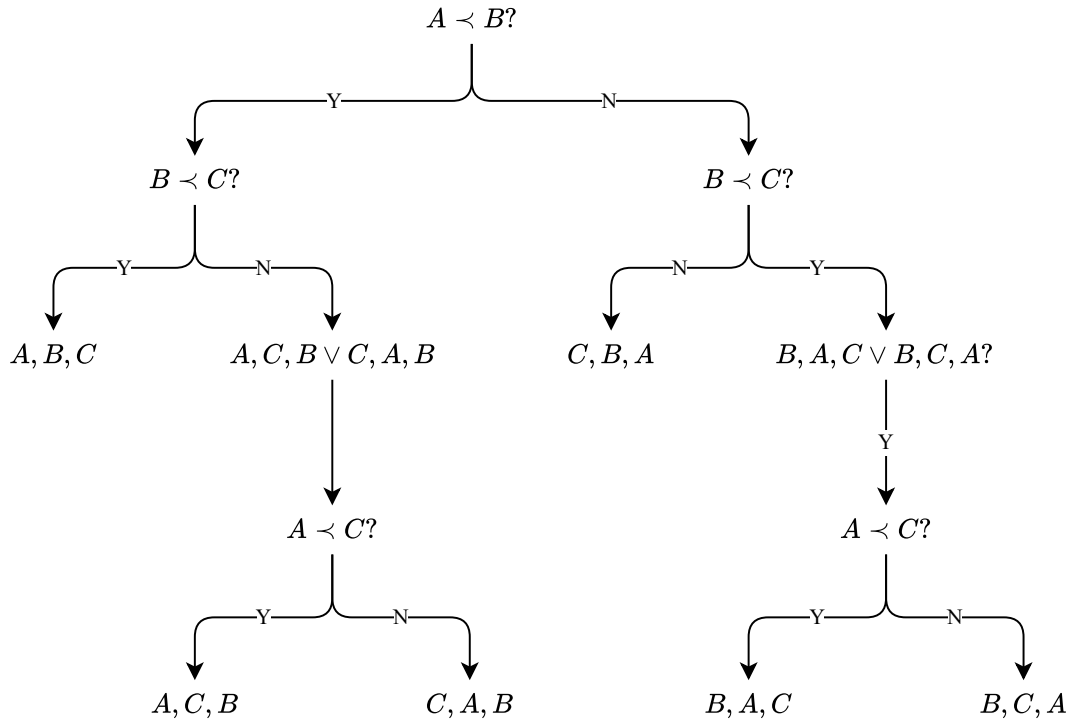 A ≺ B?
Y
N
B ≺ C?
B ≺ C?
Y
N
N
Y
A, B, C
A, C, B ∨ C, A, B
C, B, A
B, A, C ∨ B, C, A?
Y
A ≺ C?
A ≺ C?
Y
N
Y
N
A, C, B
C, A, B
B, A, C
B, C, A